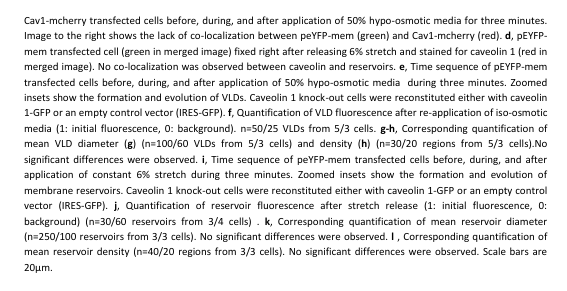 Cav1-mcherry transfected cells before, during, and after application of 50% hypo-osmotic media for three minutes.
Image to the right shows the lack of co-localization between peYFP-mem (green) and Cav1-mcherry (red). d, pEYFP-
mem transfected cell (green in merged image) fixed right after releasing 6% stretch and stained for caveolin 1 (red in
merged image). No co-localization was observed between caveolin and reservoirs. e, Time sequence of pEYFP-mem
transfected cells before, during, and after application of 50% hypo-osmotic media  during three minutes. Zoomed
insets show the formation and evolution of VLDs. Caveolin 1 knock-out cells were reconstituted either with caveolin
1-GFP or an empty control vector (IRES-GFP). f, Quantification of VLD fluorescence after re-application of iso-osmotic
media (1: initial fluorescence, 0: background). n=50/25 VLDs from 5/3 cells. g-h, Corresponding quantification of
mean VLD diameter (g) (n=100/60 VLDs from 5/3 cells) and density (h) (n=30/20 regions from 5/3 cells).No
significant differences were observed. i, Time sequence of peYFP-mem transfected cells before, during, and after
application of constant 6% stretch during three minutes. Zoomed insets show the formation and evolution of
membrane reservoirs. Caveolin 1 knock-out cells were reconstituted either with caveolin 1-GFP or an empty control
vector (IRES-GFP). j, Quantification of reservoir fluorescence after stretch release (1: initial fluorescence, 0:
background) (n=30/60 reservoirs from 3/4 cells) . k, Corresponding quantification of mean reservoir diameter
(n=250/100 reservoirs from 3/3 cells). No significant differences were observed. l , Corresponding quantification of
mean reservoir density (n=40/20 regions from 3/3 cells). No significant differences were observed. Scale bars are
20μm.